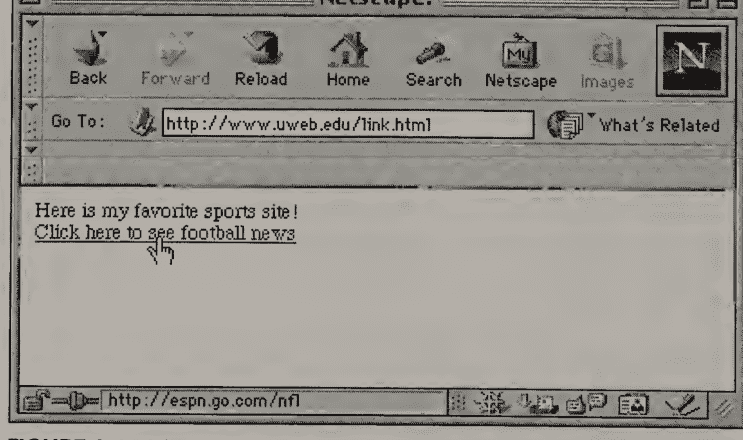 Netscape:
Back Forward Reload Home Search Netscape Images N
My
Go To: http://www.uweb.edu/link.html What's Related
Here is my favorite sports site!
Click here to see football news
http://espn.go.com/nfl
FIGURE